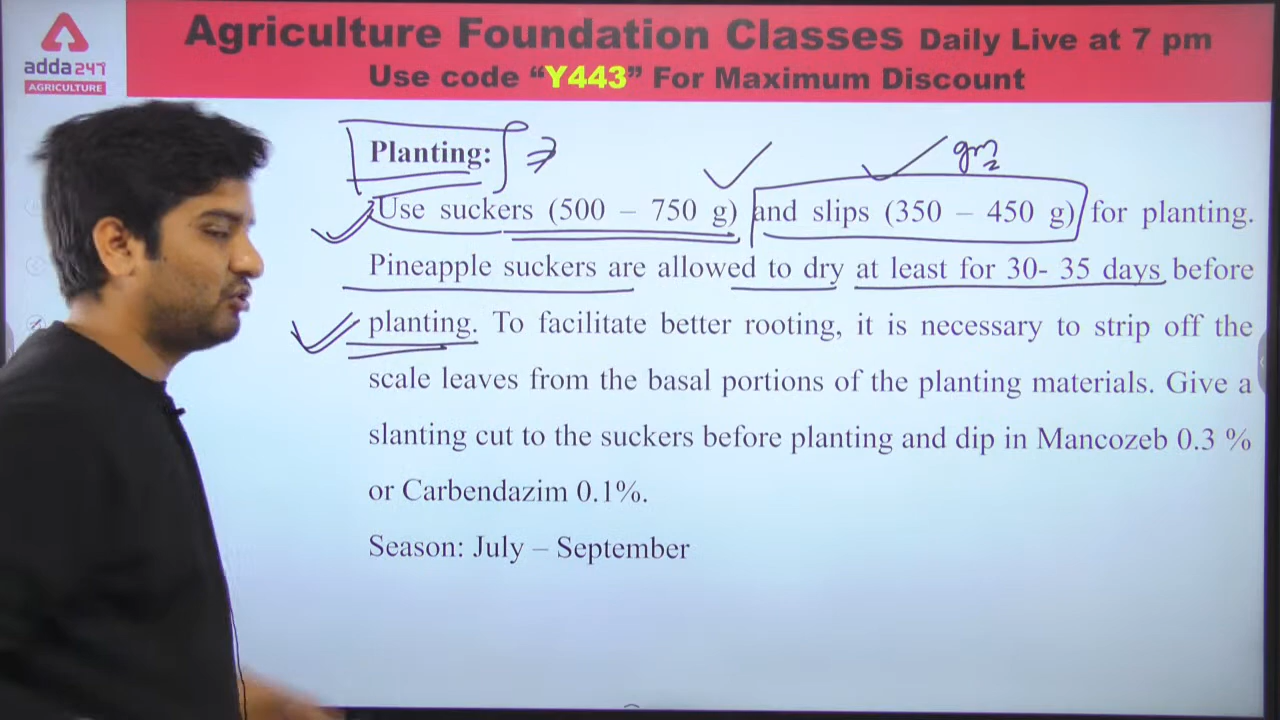 Agriculture Foundation Classes Daily Live at 7 pm
Use code “Y443” For Maximum Discount
adda247
AGRICULTURE
Planting:
gm
Use suckers (500 – 750 g) and slips (350 – 450 g) for planting.
Pineapple suckers are allowed to dry at least for 30- 35 days before
planting. To facilitate better rooting, it is necessary to strip off the
scale leaves from the basal portions of the planting materials. Give a
slanting cut to the suckers before planting and dip in Mancozeb 0.3 %
or Carbendazim 0.1%.
Season: July – September